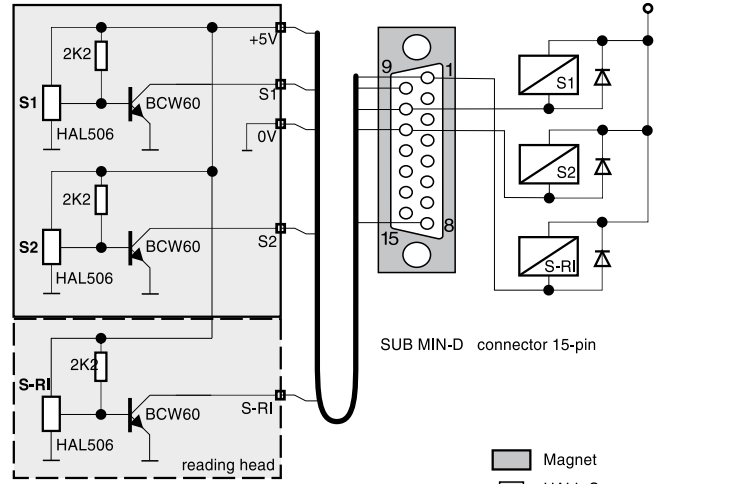 +5V
2K2
S1
BCW60
S1
HAL506
0V
2K2
S2
BCW60
S2
HAL506
2K2
S-RI
BCW60
S-RI
HAL506
reading head
9
1
15
8
S1
S2
S-RI
SUB MIN-D connector 15-pin
Magnet